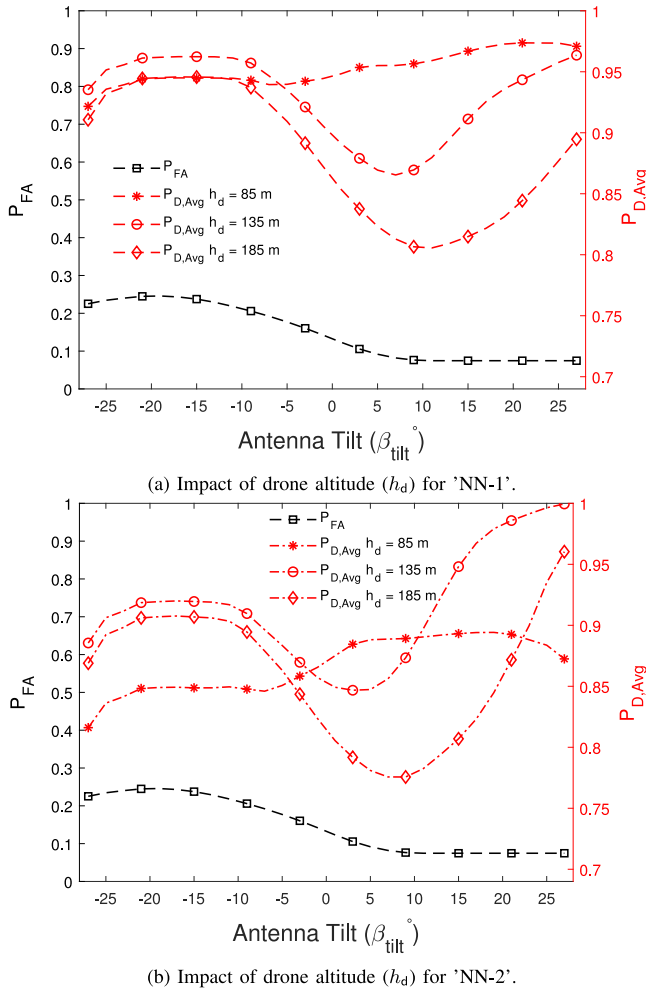 1
0.9
0.8
0.7
0.6
0.5
0.4
0.3
0.2
0.1
0
P_FA
1
0.95
0.9
0.85
0.8
0.75
0.7
P_D,Avg
P_FA
P_D,Avg h_d = 85 m
P_D,Avg h_d = 135 m
P_D,Avg h_d = 185 m
-25 -20 -15 -10 -5 0 5 10 15 20 25
Antenna Tilt (β_tilt°)
(a) Impact of drone altitude (h_d) for 'NN-1'.
1
0.9
0.8
0.7
0.6
0.5
0.4
0.3
0.2
0.1
0
P_FA
1
0.95
0.9
0.85
0.8
0.75
0.7
P_D,Avg
P_FA
P_D,Avg h_d = 85 m
P_D,Avg h_d = 135 m
P_D,Avg h_d = 185 m
-25 -20 -15 -10 -5 0 5 10 15 20 25
Antenna Tilt (β_tilt°)
(b) Impact of drone altitude (h_d) for 'NN-2'.